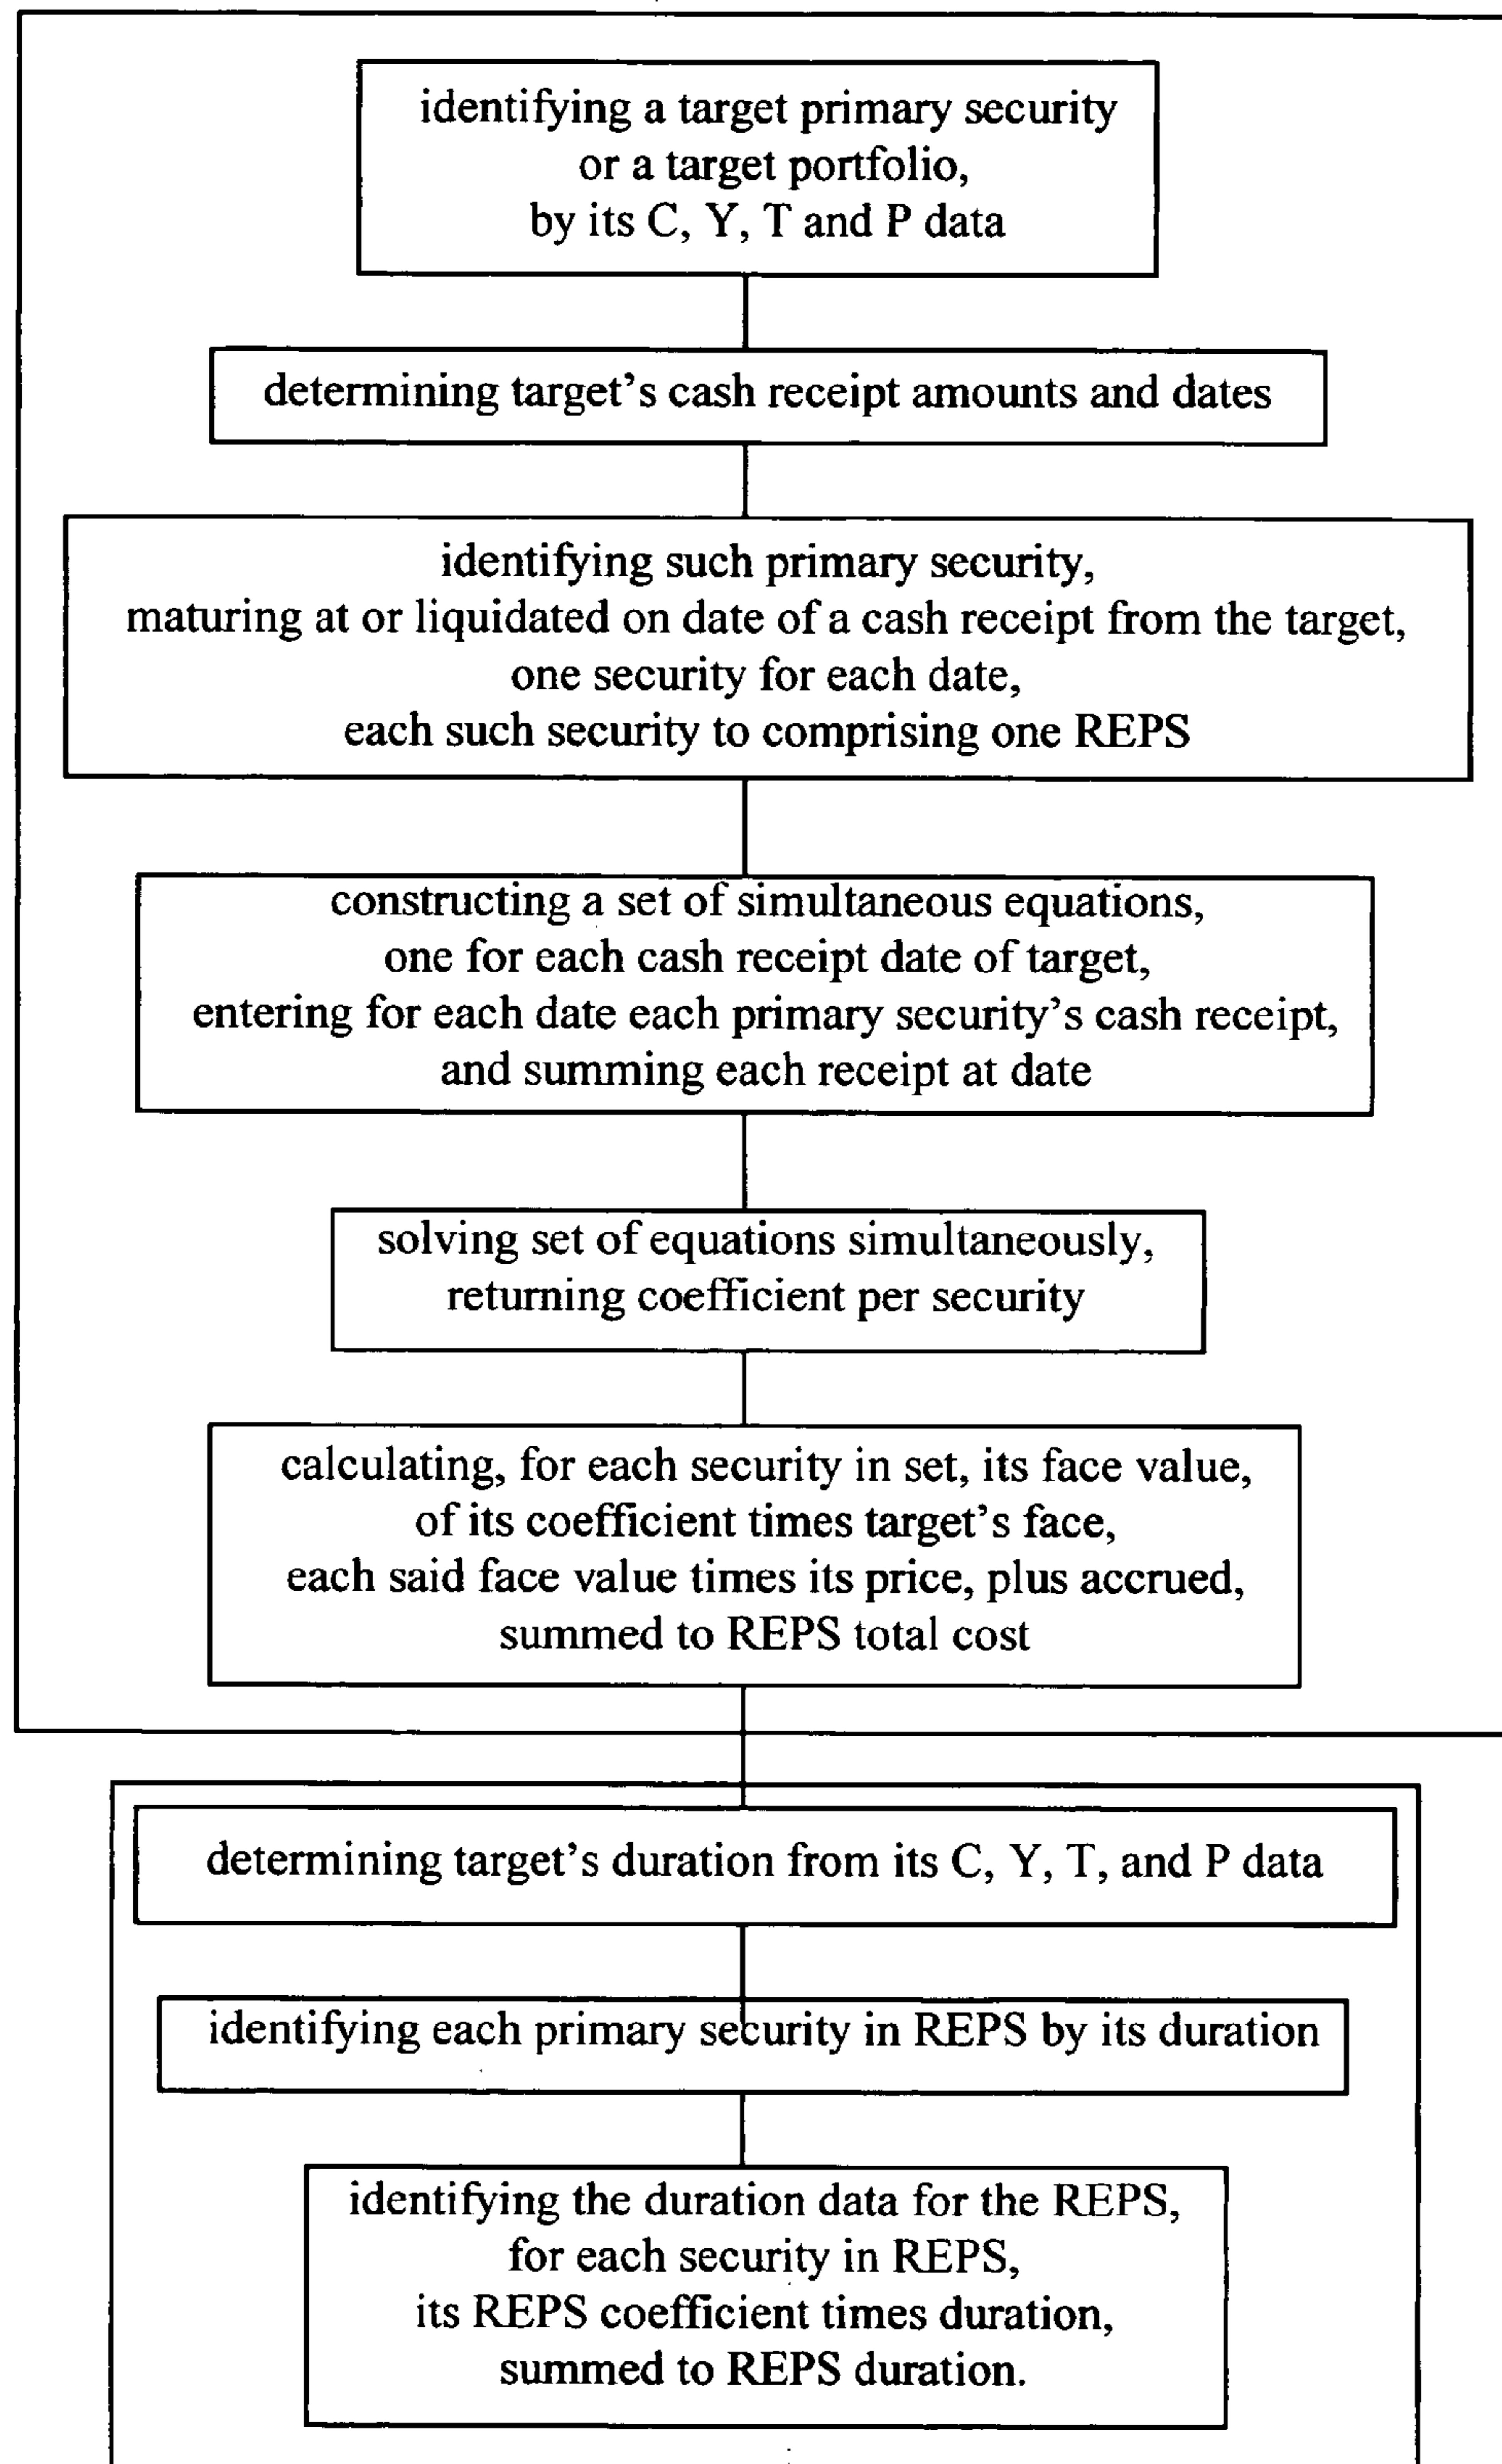 identifying a target primary security
or a target portfolio,
by its C, Y, T and P data
determining target's cash receipt amounts and dates
identifying such primary security,
maturing at or liquidated on date of a cash receipt from the target,
one security for each date,
each such security to comprising one REPS
constructing a set of simultaneous equations,
one for each cash receipt date of target,
entering for each date each primary security's cash receipt,
and summing each receipt at date
solving set of equations simultaneously,
returning coefficient per security
calculating, for each security in set, its face value,
of its coefficient times target's face,
each said face value times its price, plus accrued,
summed to REPS total cost
determining target's duration from its C, Y, T, and P data
identifying each primary security in REPS by its duration
identifying the duration data for the REPS,
for each security in REPS,
its REPS coefficient times duration,
summed to REPS duration.